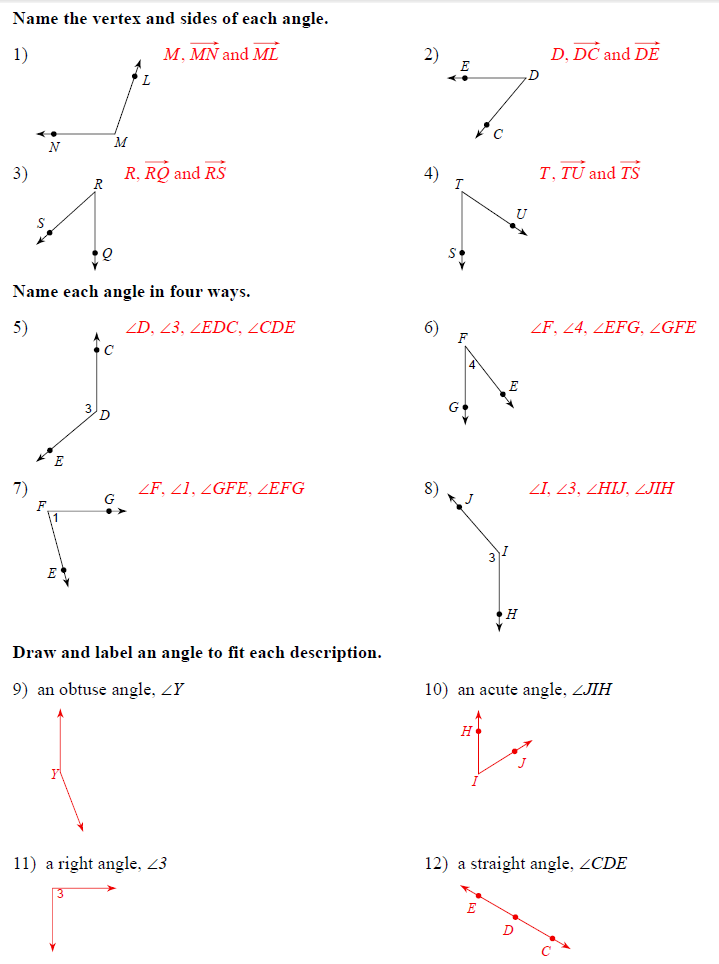 Name the vertex and sides of each angle.
1) M, MN and ML
L
N
M
2) D, DC and DE
E
D
C
3) R, RQ and RS
R
S
Q
4) T, TU and TS
T
U
S
Name each angle in four ways.
5) ∠D, ∠3, ∠EDC, ∠CDE
C
3
D
E
6) ∠F, ∠4, ∠EFG, ∠GFE
F
4
E
G
7) ∠F, ∠1, ∠GFE, ∠EFG
F
G
1
E
8) ∠I, ∠3, ∠HIJ, ∠JIH
J
3
I
H
Draw and label an angle to fit each description.
9) an obtuse angle, ∠Y
Y
10) an acute angle, ∠JIH
H
J
I
11) a right angle, ∠3
3
12) a straight angle, ∠CDE
E
D
C